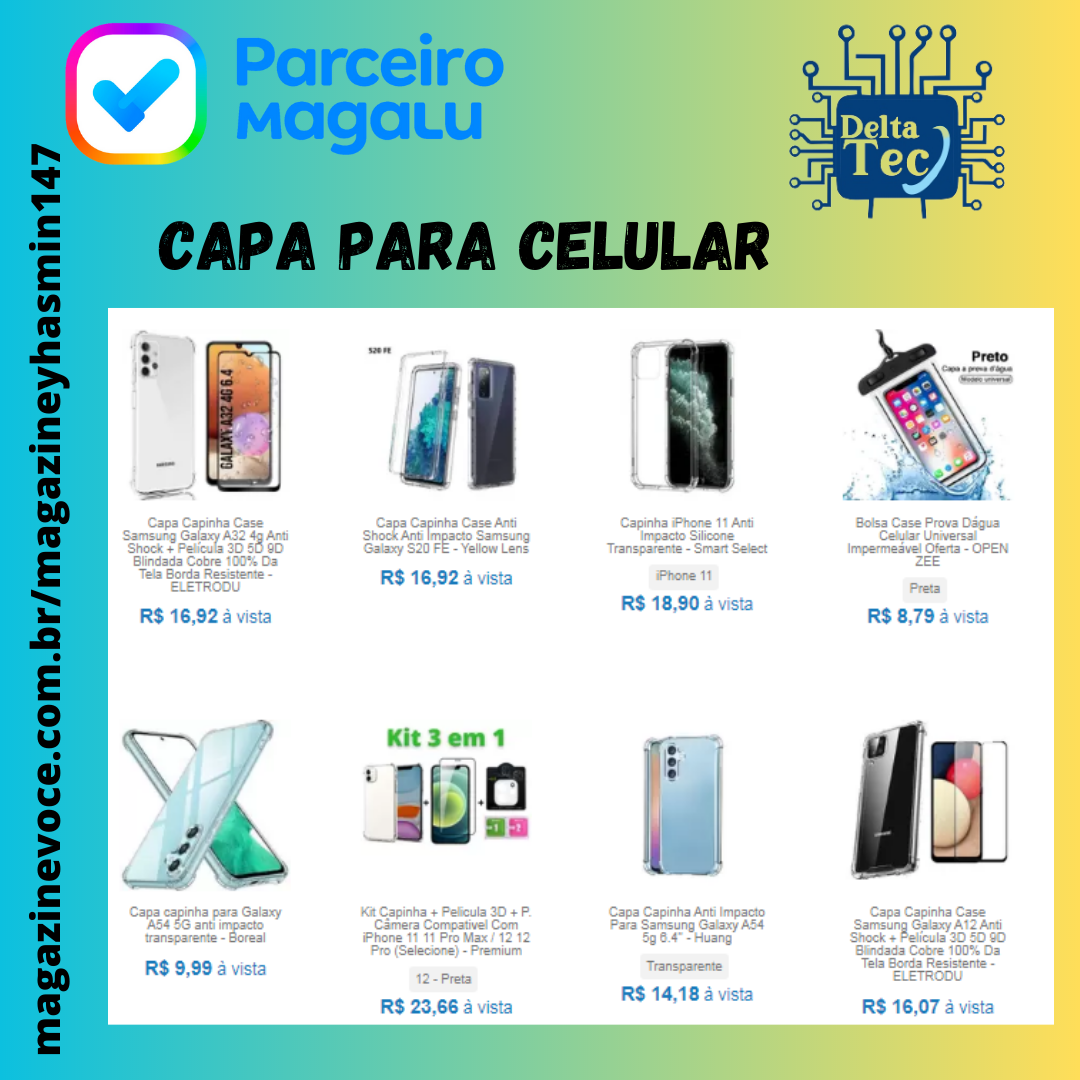 Parceiro
Magalu
Delta
Tec
magazinevoce.com.br/magazineyhasmin147
CAPA PARA CELULAR
GALAXY A32 4G 6.4
S20 FE
Preto
Capa a prova d'água
Modelo universal
Capa Capinha Case
Samsung Galaxy A32 4g Anti
Shock + Película 3D 5D 9D
Blindada Cobre 100% Da
Tela Borda Resistente -
ELETRODU
R$ 16,92 à vista
Capa Capinha Case Anti
Shock Anti Impacto Samsung
Galaxy S20 FE - Yellow Lens
R$ 16,92 à vista
Capinha iPhone 11 Anti
Impacto Silicone
Transparente - Smart Select
iPhone 11
R$ 18,90 à vista
Bolsa Case Prova Dágua
Celular Universal
Impermeável Oferta - OPEN
ZEE
Preta
R$ 8,79 à vista
Kit 3 em 1
Capa capinha para Galaxy
A54 5G anti impacto
transparente - Boreal
R$ 9,99 à vista
Kit Capinha + Pelicula 3D + P.
Câmera Compativel Com
iPhone 11 11 Pro Max / 12 12
Pro (Selecione) - Premium
12 - Preta
R$ 23,66 à vista
Capa Capinha Anti Impacto
Para Samsung Galaxy A54
5g 6.4" - Huang
Transparente
R$ 14,18 à vista
Capa Capinha Case
Samsung Galaxy A12 Anti
Shock + Película 3D 5D 9D
Blindada Cobre 100% Da
Tela Borda Resistente -
ELETRODU
R$ 16,07 à vista